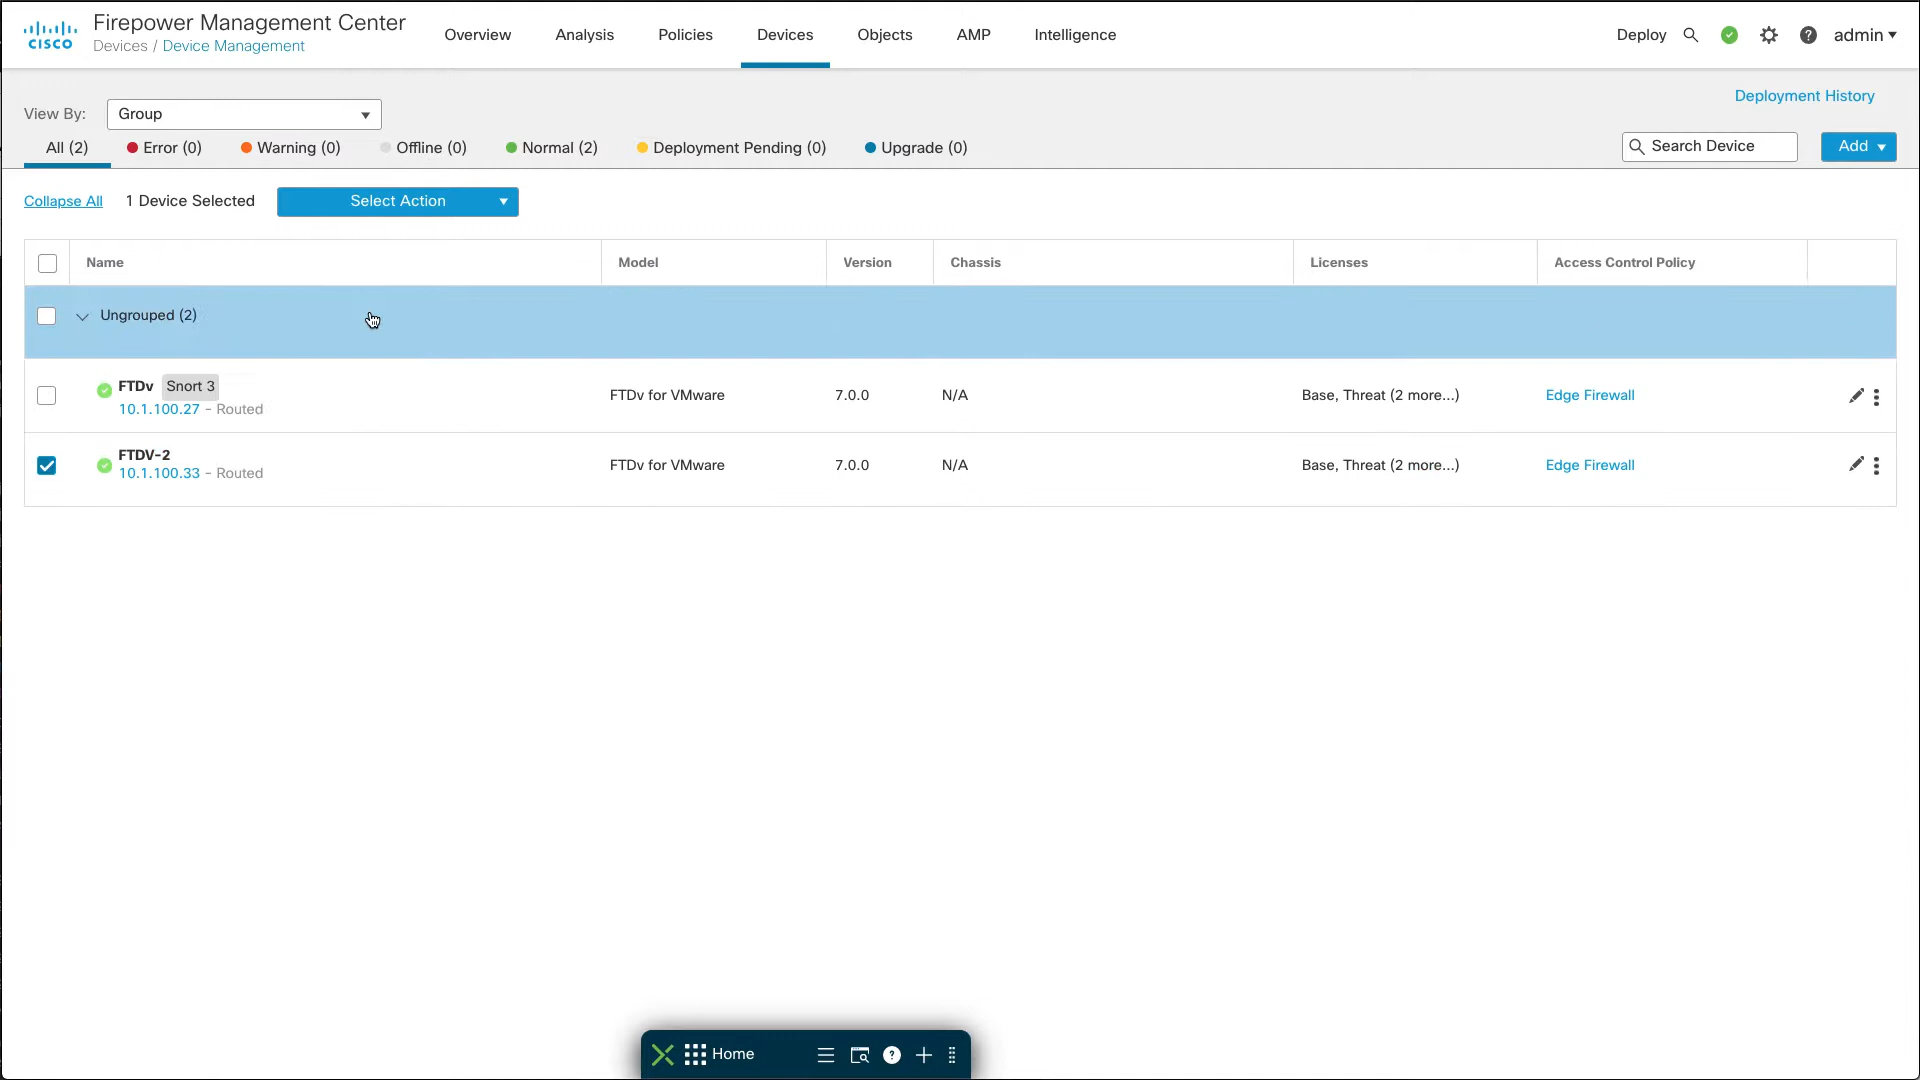 CISCO
Firepower Management Center
Devices / Device Management
Overview
Analysis
Policies
Devices
Objects
AMP
Intelligence
Deploy
?
admin
Deployment History
View By:
Group
All (2)
Error (0)
Warning (0)
Offline (0)
Normal (2)
Deployment Pending (0)
Upgrade (0)
Search Device
Add
Collapse All
1 Device Selected
Select Action
Name
Model
Version
Chassis
Licenses
Access Control Policy
Ungrouped (2)
FTDv Snort 3
10.1.100.27 - Routed
FTDv for VMware
7.0.0
N/A
Base, Threat (2 more...)
Edge Firewall
FTDV-2
10.1.100.33 - Routed
FTDv for VMware
7.0.0
N/A
Base, Threat (2 more...)
Edge Firewall
Home
?